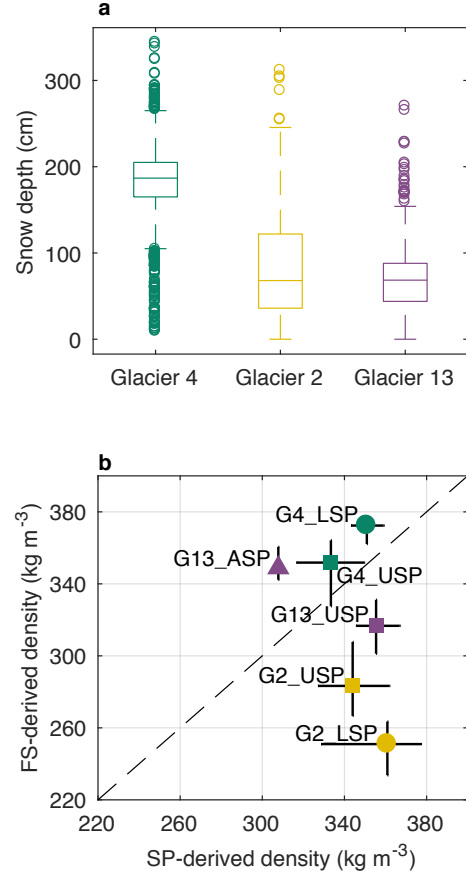 a
Snow depth (cm)
300
200
100
0
Glacier 4
Glacier 2
Glacier 13
b
FS-derived density (kg m⁻³)
380
340
300
260
220
G4_LSP
G13_ASP
G4_USP
G13_USP
G2_USP
G2_LSP
220
260
300
340
380
SP-derived density (kg m⁻³)